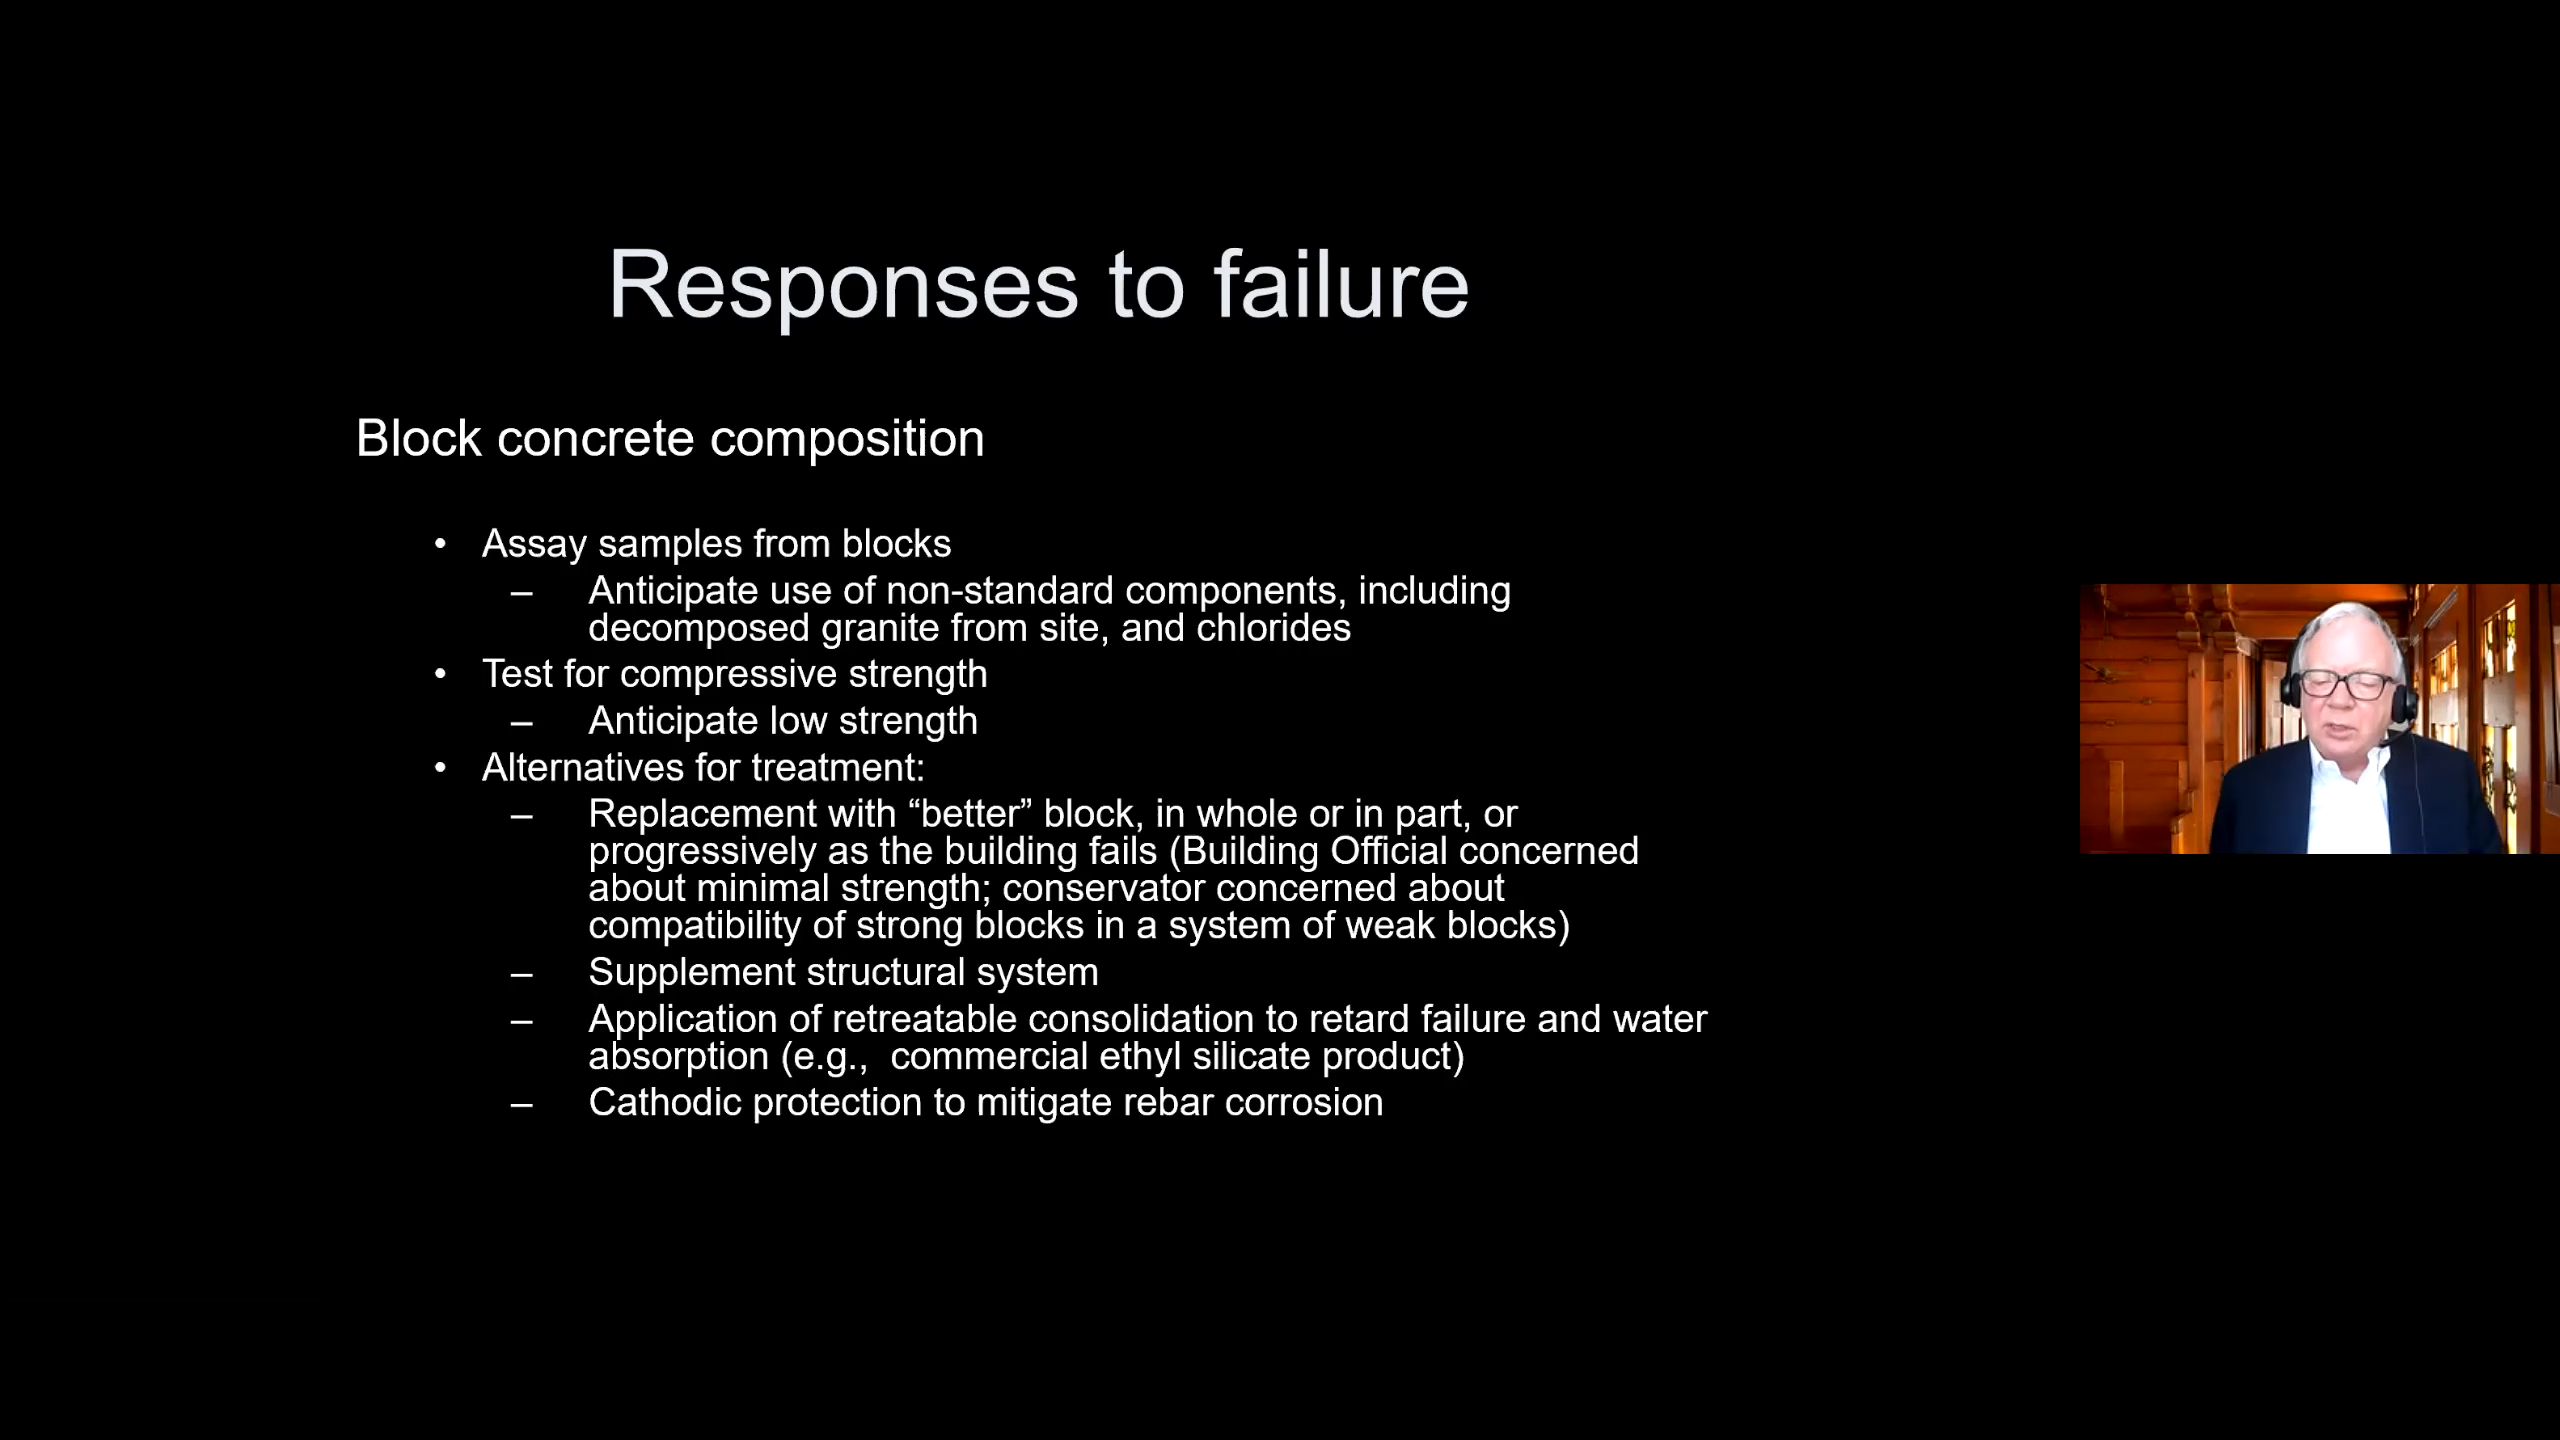 Responses to failure
Block concrete composition
• Assay samples from blocks
– Anticipate use of non-standard components, including
decomposed granite from site, and chlorides
• Test for compressive strength
– Anticipate low strength
• Alternatives for treatment:
– Replacement with “better” block, in whole or in part, or
progressively as the building fails (Building Official concerned
about minimal strength; conservator concerned about
compatibility of strong blocks in a system of weak blocks)
– Supplement structural system
– Application of retreatable consolidation to retard failure and water
absorption (e.g.,  commercial ethyl silicate product)
– Cathodic protection to mitigate rebar corrosion